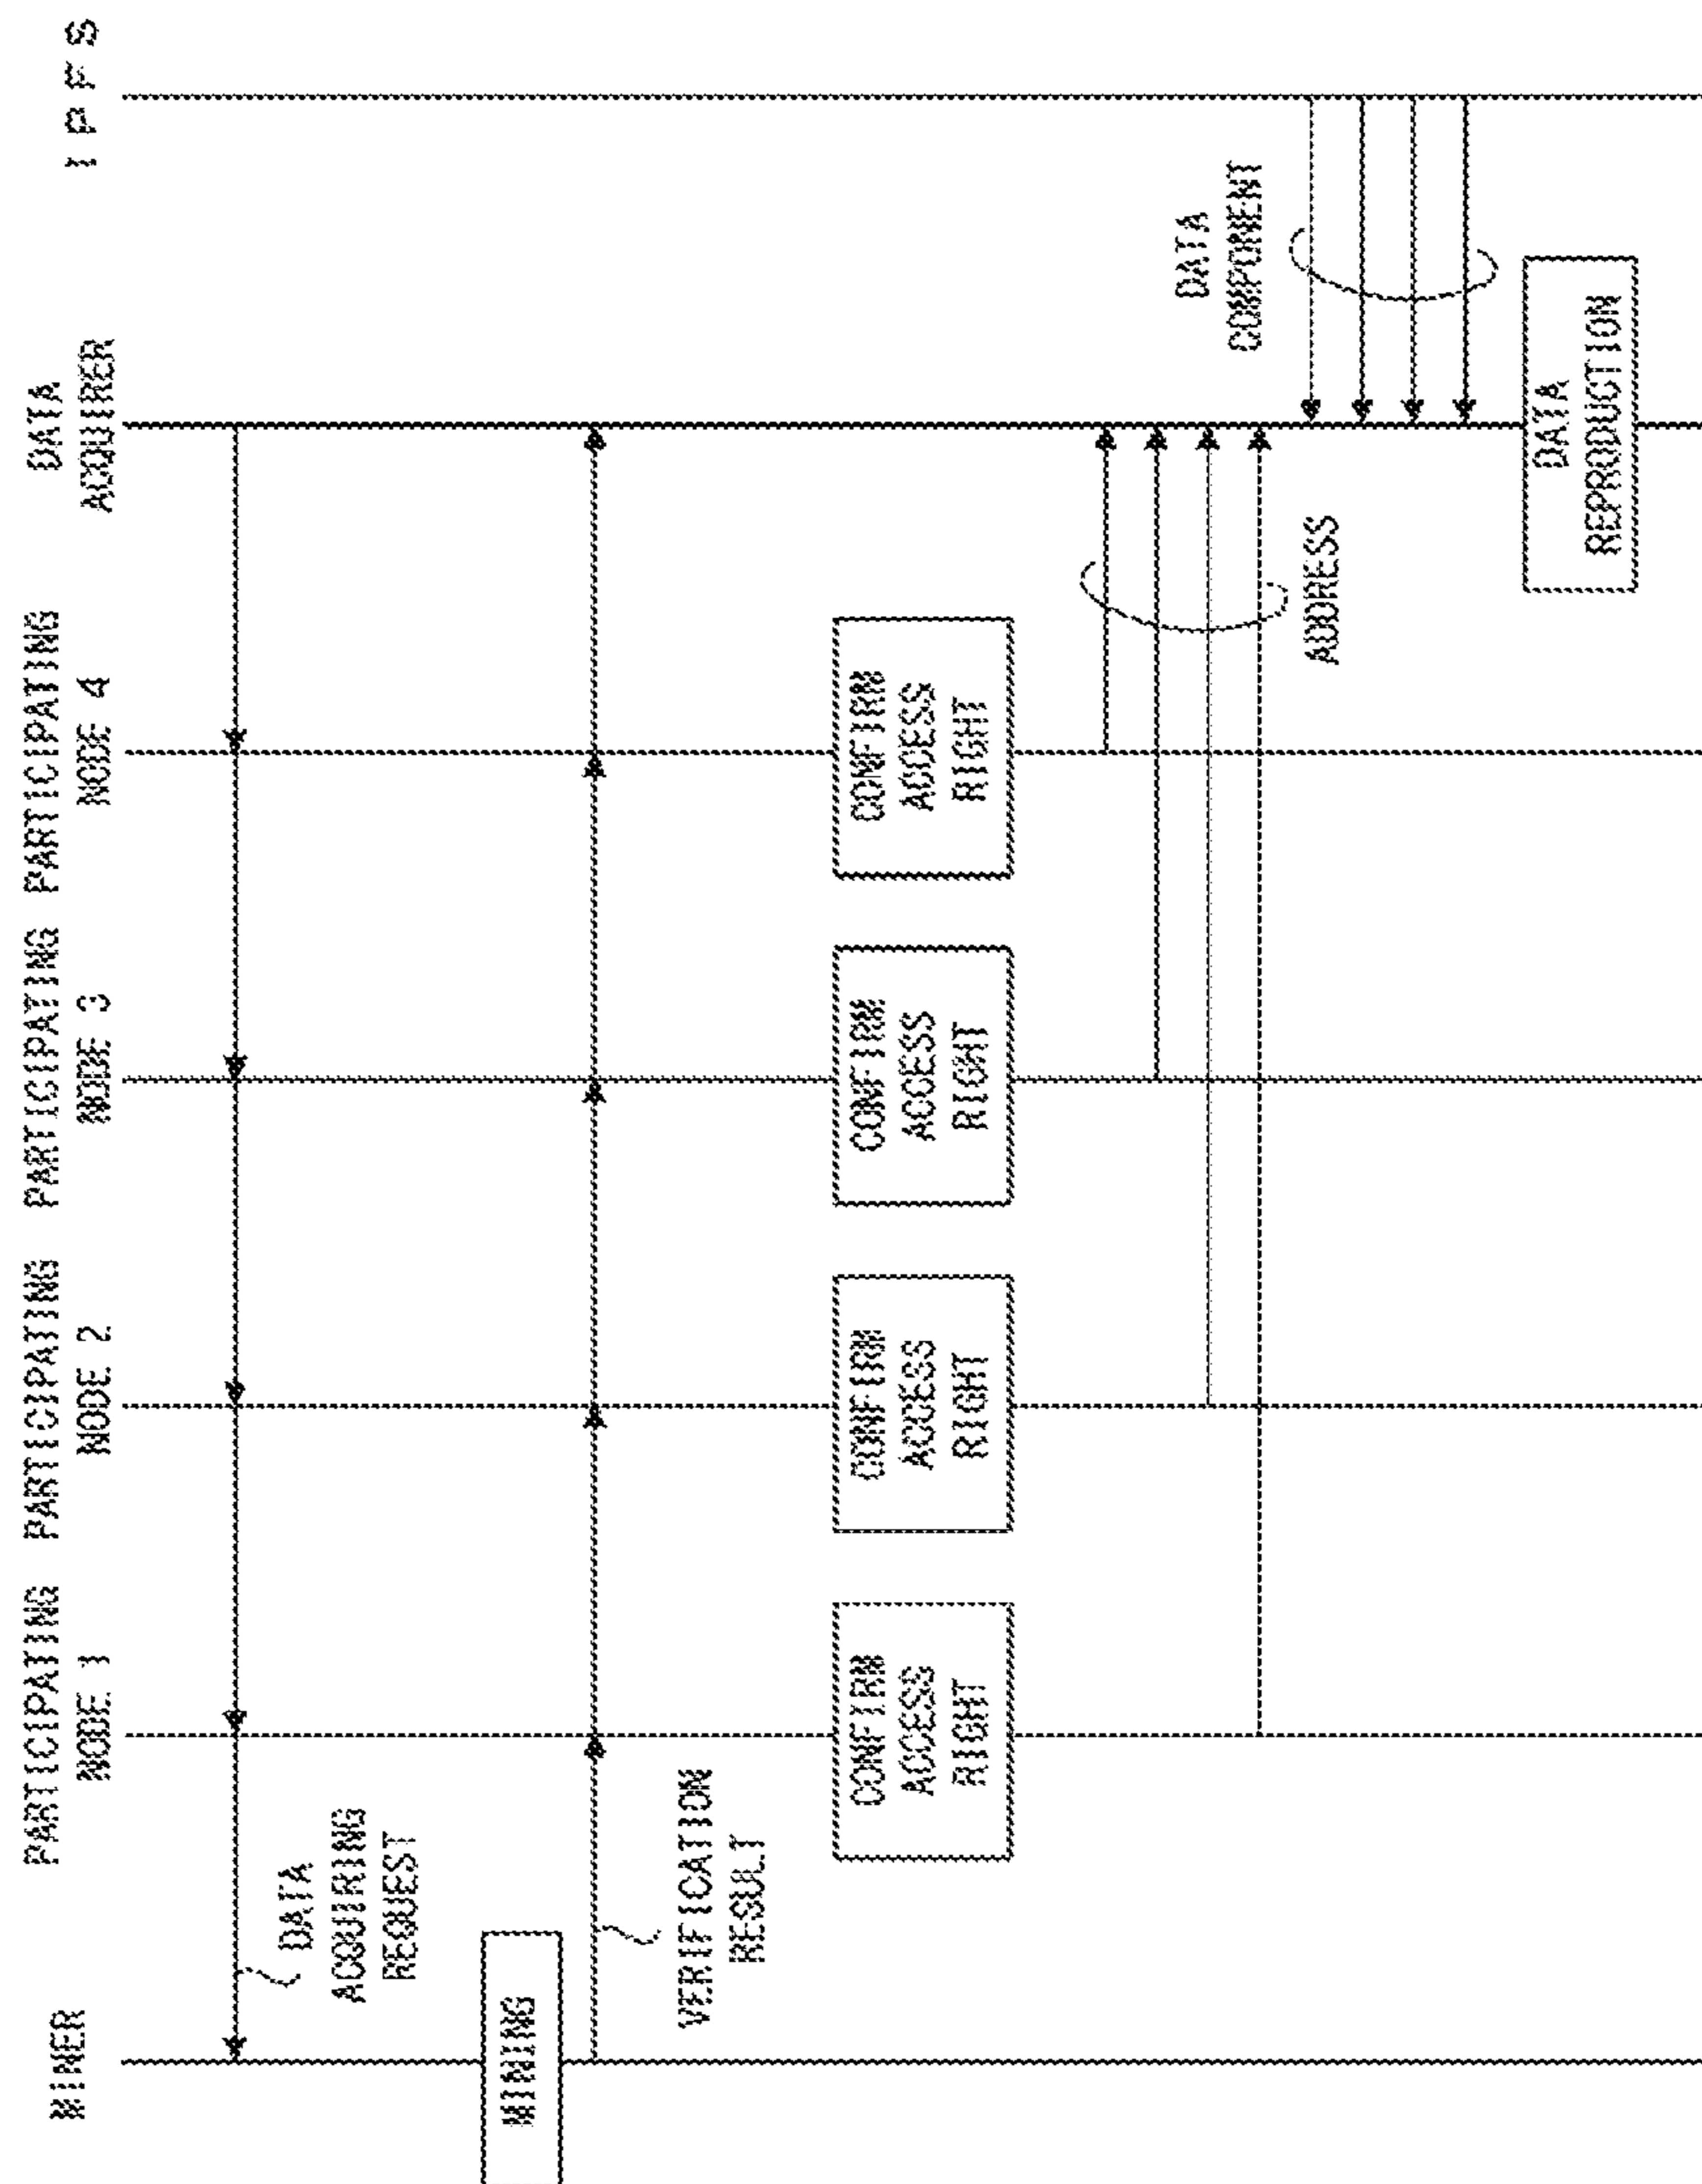 MINER
PARTICIPATING
NODE 1
PARTICIPATING
NODE 2
PARTICIPATING
NODE 3
PARTICIPATING
NODE 4
DATA
ACQUIRER
IPFS
DATA
ACQUIRING
REQUEST
MINING
VERIFICATION
RESULT
CONFIRM
ACCESS
RIGHT
CONFIRM
ACCESS
RIGHT
CONFIRM
ACCESS
RIGHT
CONFIRM
ACCESS
RIGHT
ADDRESS
DATA
COMPONENT
DATA
REPRODUCTION